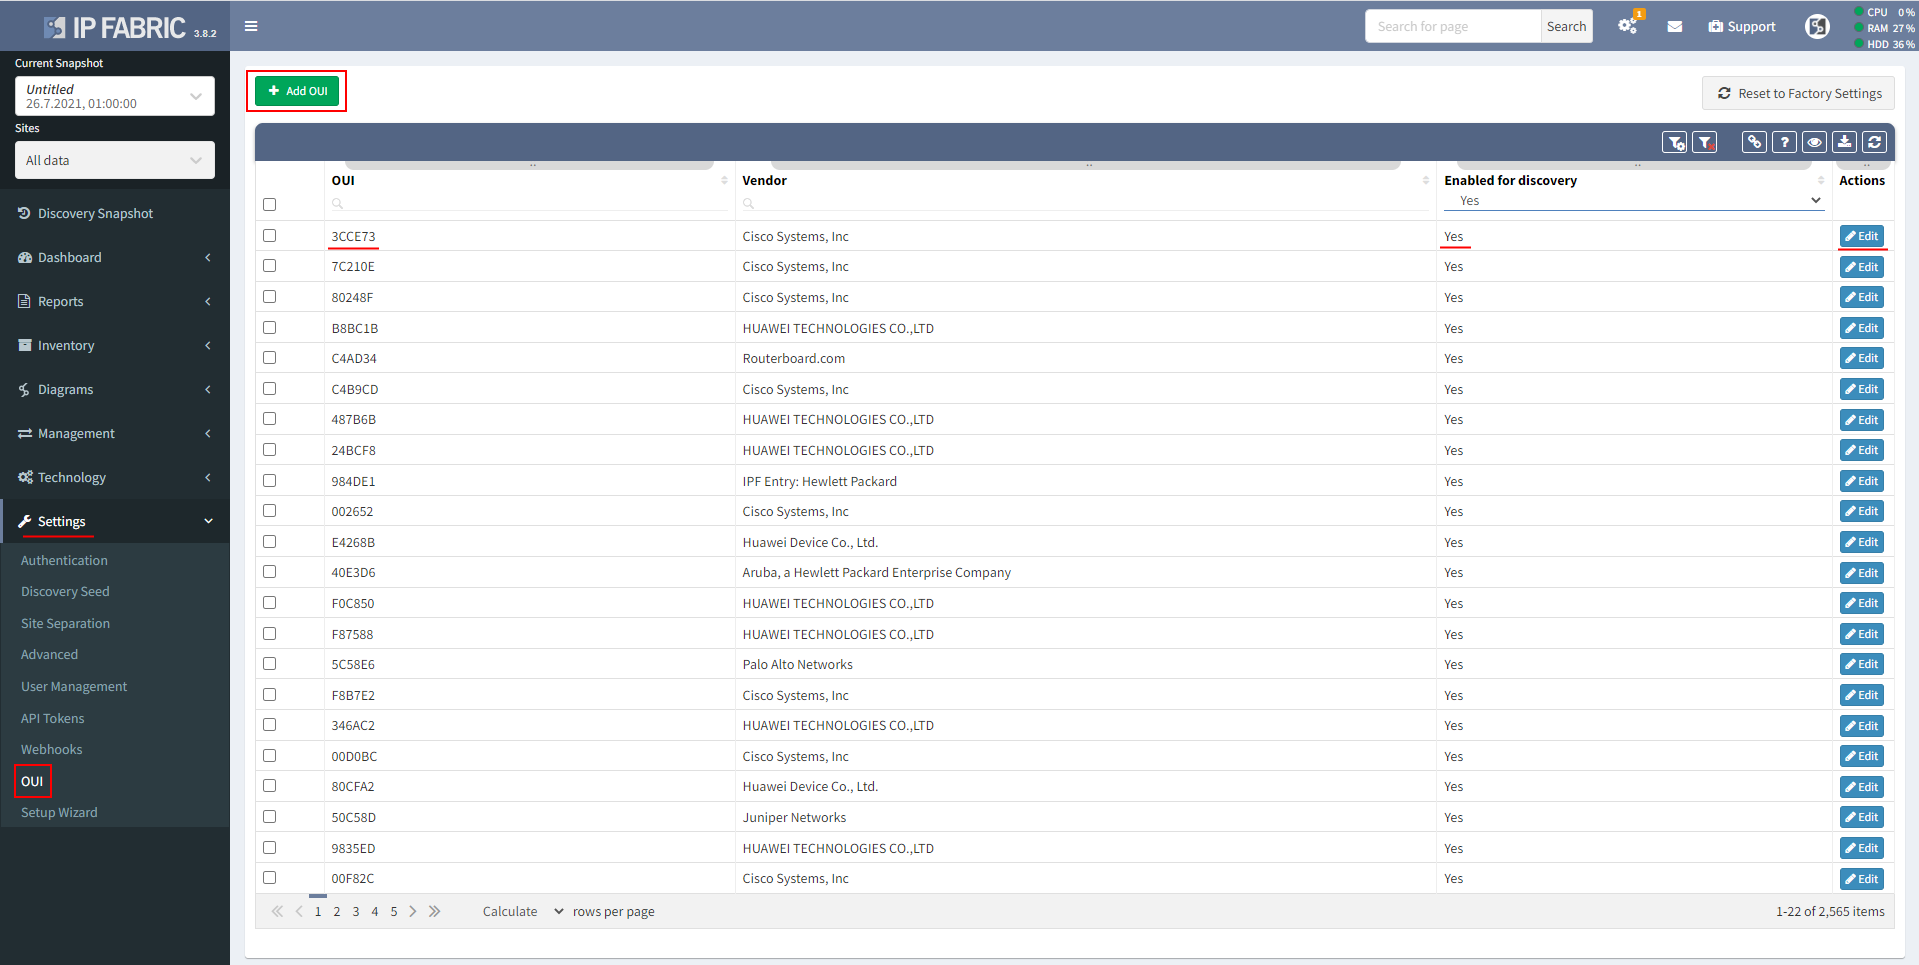 IP FABRIC 3.8.2
Search for page
Search
1
Support
CPU 0 %
RAM 27 %
HDD 36 %
Current Snapshot
Untitled
26.7.2021, 01:00:00
Sites
All data
Discovery Snapshot
Dashboard
Reports
Inventory
Diagrams
Management
Technology
Settings
Authentication
Discovery Seed
Site Separation
Advanced
User Management
API Tokens
Webhooks
OUI
Setup Wizard
Add OUI
Reset to Factory Settings
OUI Vendor Enabled for discovery Actions
Yes
3CCE73 Cisco Systems, Inc Yes Edit
7C210E Cisco Systems, Inc Yes Edit
80248F Cisco Systems, Inc Yes Edit
B8BC1B HUAWEI TECHNOLOGIES CO.,LTD Yes Edit
C4AD34 Routerboard.com Yes Edit
C4B9CD Cisco Systems, Inc Yes Edit
487B6B HUAWEI TECHNOLOGIES CO.,LTD Yes Edit
24BCF8 HUAWEI TECHNOLOGIES CO.,LTD Yes Edit
984DE1 IPF Entry: Hewlett Packard Yes Edit
002652 Cisco Systems, Inc Yes Edit
E4268B Huawei Device Co., Ltd. Yes Edit
40E3D6 Aruba, a Hewlett Packard Enterprise Company Yes Edit
F0C850 HUAWEI TECHNOLOGIES CO.,LTD Yes Edit
F87588 HUAWEI TECHNOLOGIES CO.,LTD Yes Edit
5C58E6 Palo Alto Networks Yes Edit
F8B7E2 Cisco Systems, Inc Yes Edit
346AC2 HUAWEI TECHNOLOGIES CO.,LTD Yes Edit
00D0BC Cisco Systems, Inc Yes Edit
80CFA2 Huawei Device Co., Ltd. Yes Edit
50C58D Juniper Networks Yes Edit
9835ED HUAWEI TECHNOLOGIES CO.,LTD Yes Edit
00F82C Cisco Systems, Inc Yes Edit
1 2 3 4 5 Calculate rows per page 1-22 of 2,565 items